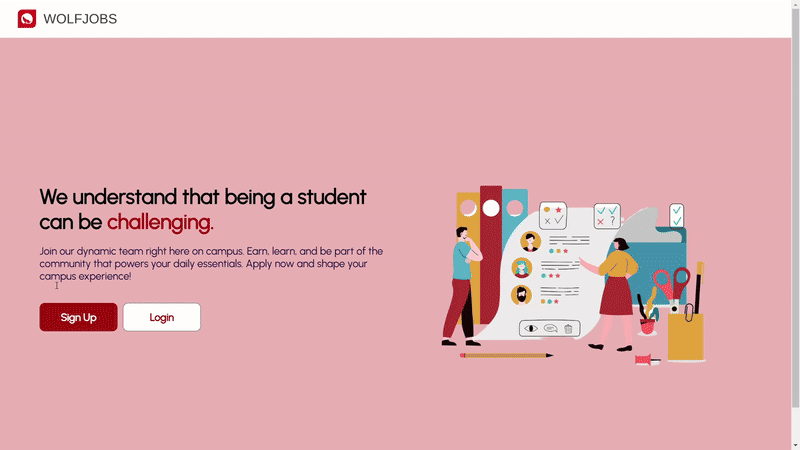 WOLFJOBS
We understand that being a student
can be challenging.
Join our dynamic team right here on campus. Earn, learn, and be part of the
community that powers your daily essentials. Apply now and shape your
campus experience!
Sign Up
Login
?